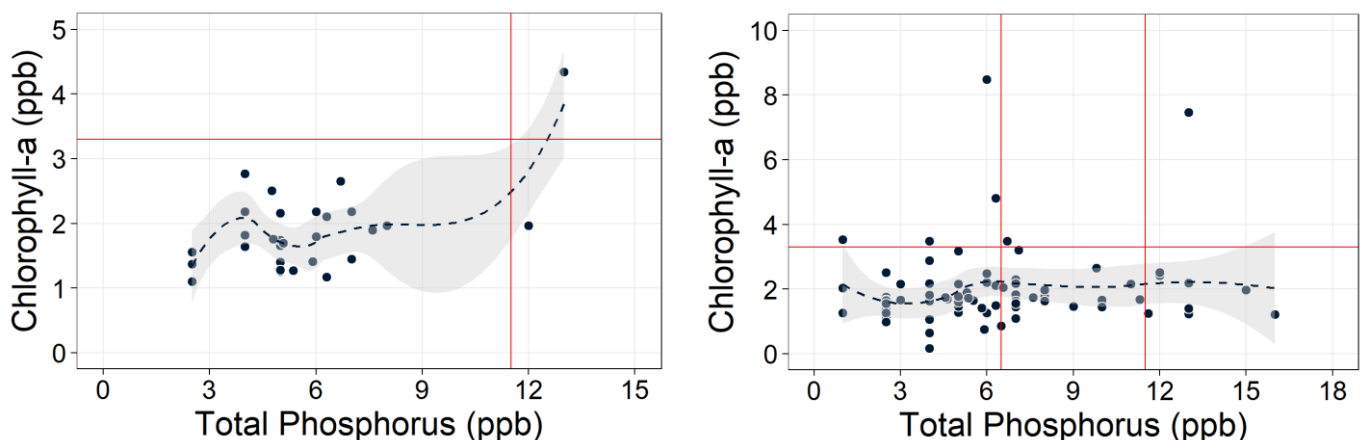 Chlorophyll-a (ppb)
5
4
3
2
1
0
0 3 6 9 12 15
Total Phosphorus (ppb)
Chlorophyll-a (ppb)
10
8
6
4
2
0
0 3 6 9 12 15 18
Total Phosphorus (ppb)